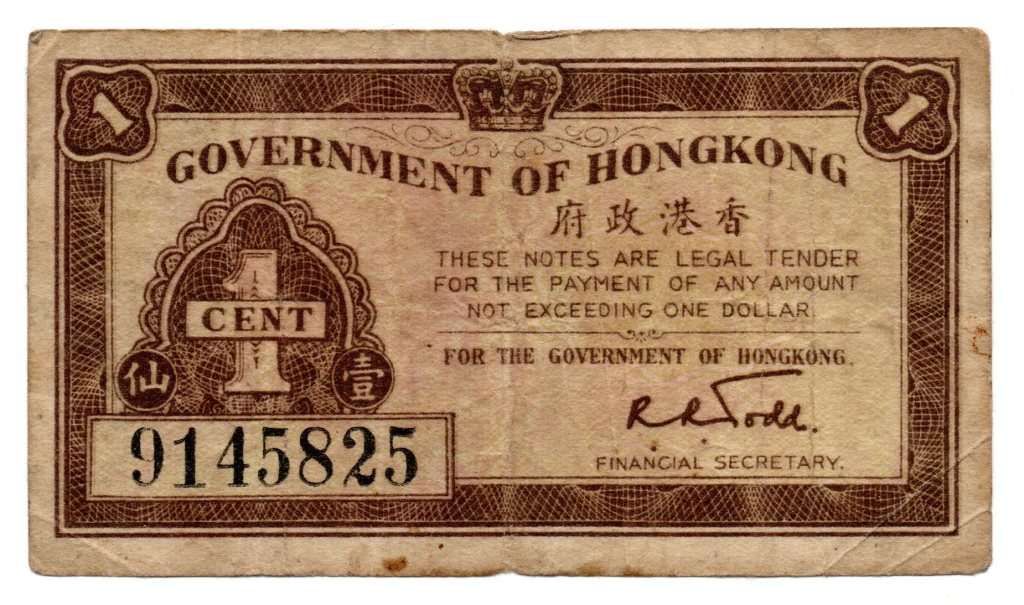 1 1
GOVERNMENT OF HONGKONG
香港政府
THESE NOTES ARE LEGAL TENDER
FOR THE PAYMENT OF ANY AMOUNT
NOT EXCEEDING ONE DOLLAR.
FOR THE GOVERNMENT OF HONGKONG.
R R Todd.
FINANCIAL SECRETARY.
1
CENT
壹仙
9145825